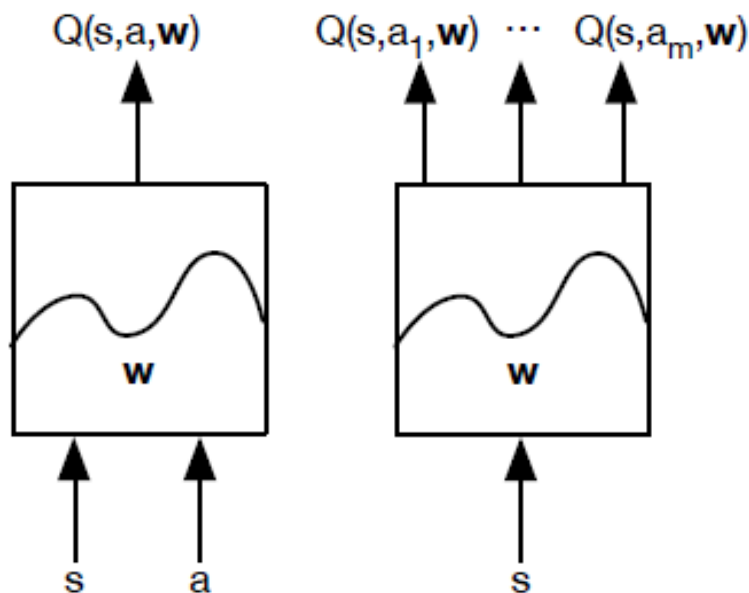 Q(s,a,w)
Q(s,a₁,w) ··· Q(s,aₘ,w)
w
w
s a
s